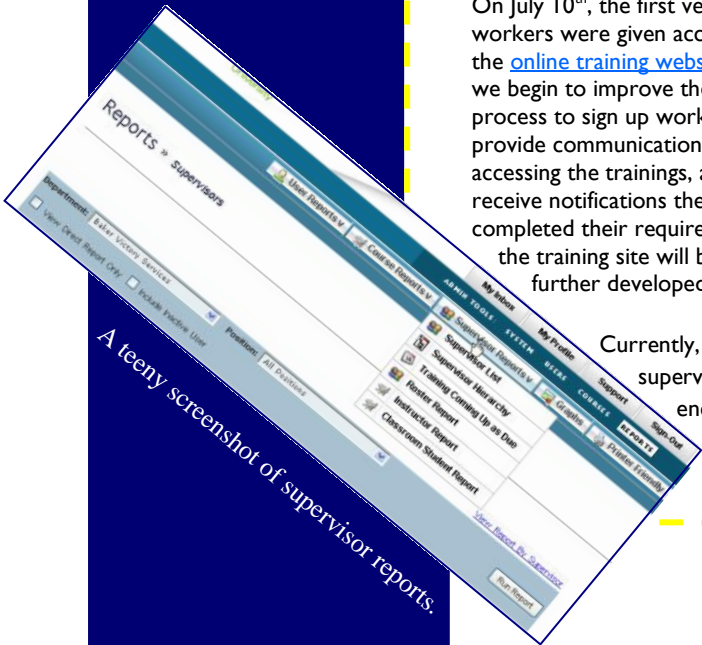 On July 10th, the first ve
workers were given acc
the online training webs
we begin to improve the
process to sign up work
provide communication
accessing the trainings, a
receive notifications the
completed their require
the training site will b
further developed
Currently,
superv
en
My Inbox
My Profile
Support
Sign-Out
ADMIN TOOLS
SYSTEM
USERS
COURSES
REPORTS
User Reports
Course Reports
Supervisor Reports
Graphs
Printer Friendly
Supervisor List
Supervisor Hierarchy
Training Coming Up as Due
Roster Report
Instructor Report
Classroom Student Report
Reports » Supervisors
Department: Baker Victory Services
Position: All Positions
View Direct Report Only
Include Inactive User
View Report By Supervisor
Run Report
A teeny screenshot of supervisor reports.